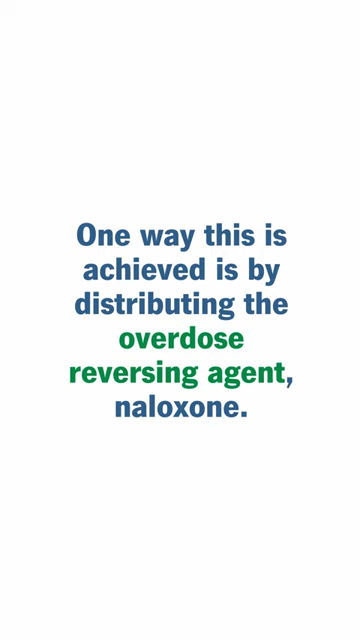 One way this is
achieved is by
distributing the
overdose
reversing agent,
naloxone.